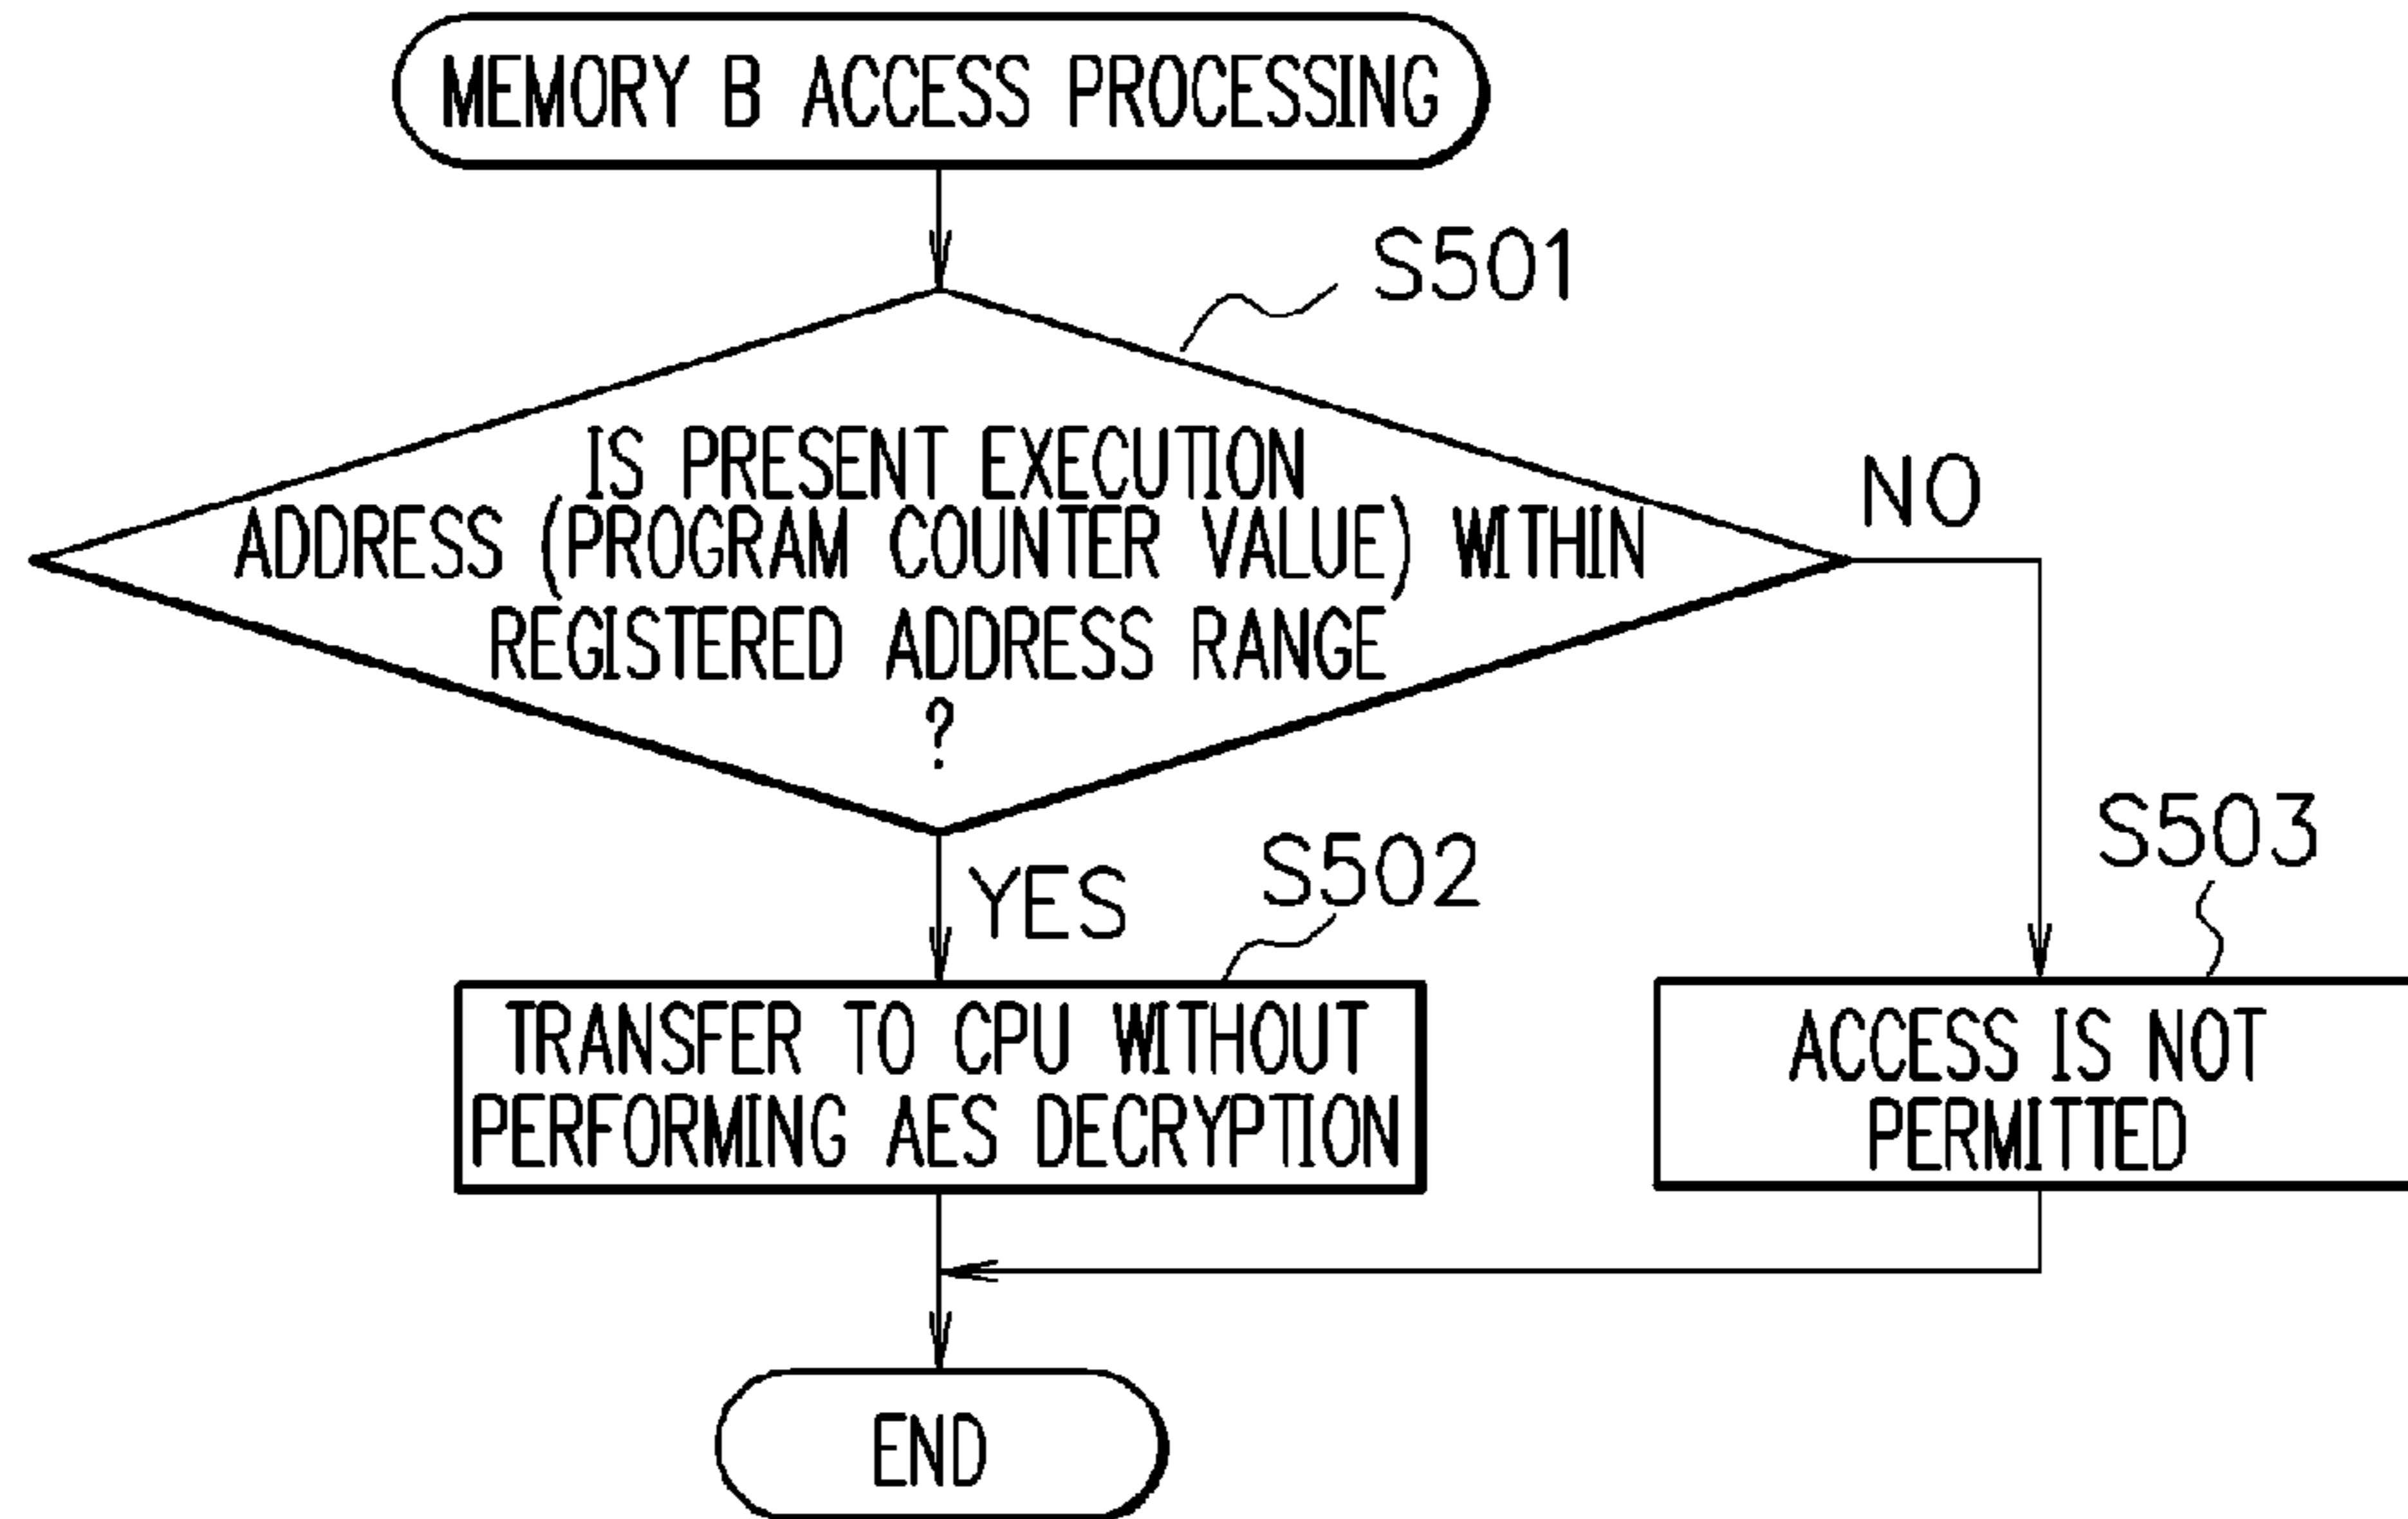 MEMORY B ACCESS PROCESSING
S501
IS PRESENT EXECUTION
ADDRESS (PROGRAM COUNTER VALUE) WITHIN
REGISTERED ADDRESS RANGE
?
NO
YES
S502
TRANSFER TO CPU WITHOUT
PERFORMING AES DECRYPTION
S503
ACCESS IS NOT
PERMITTED
END